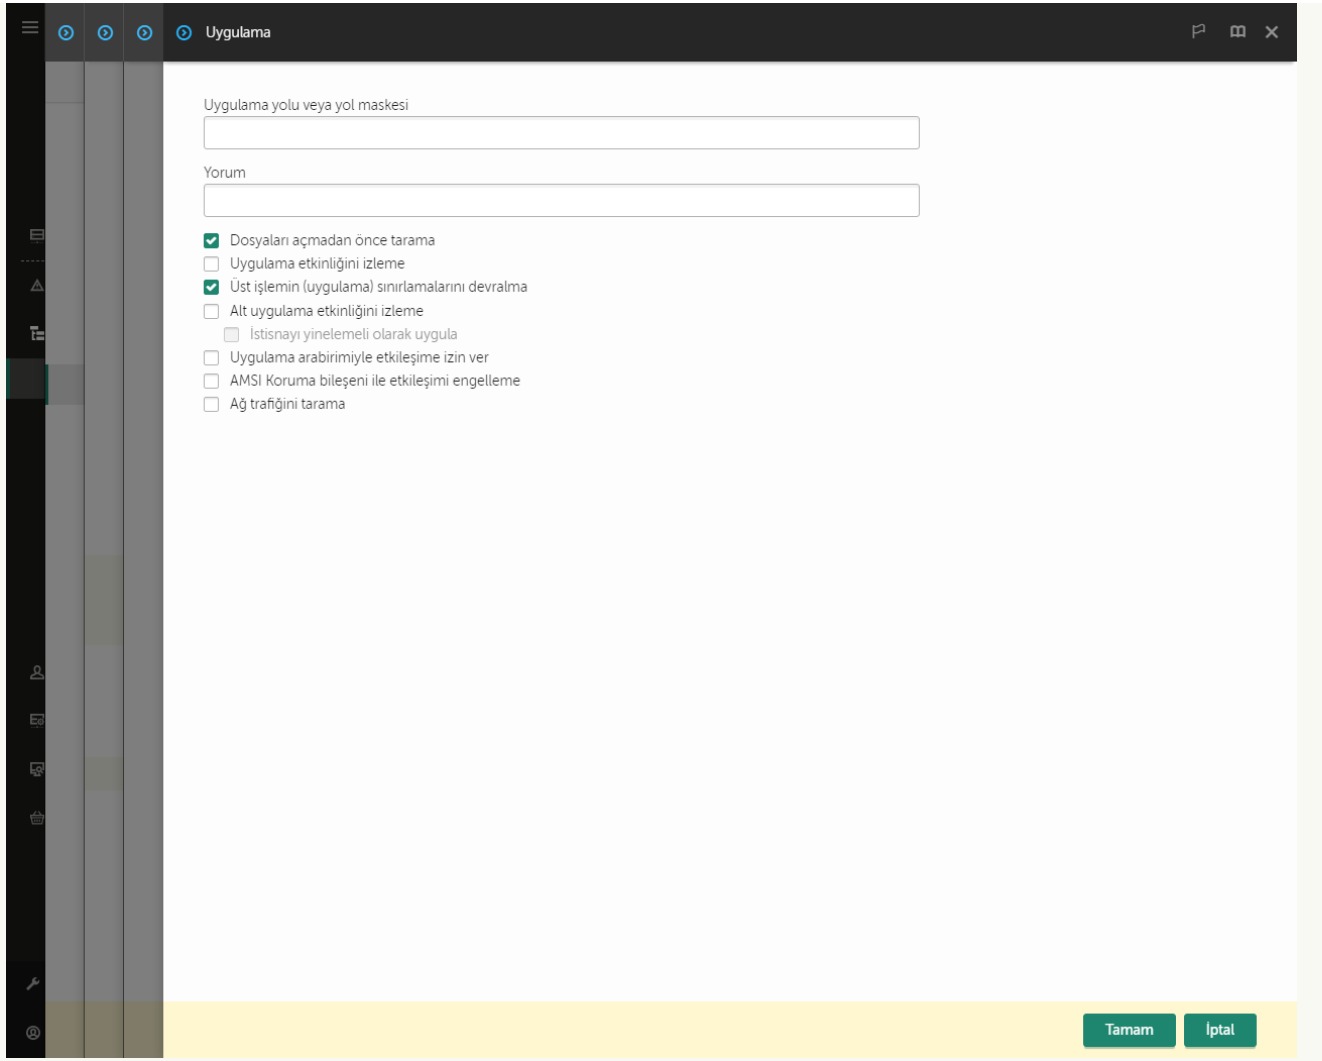 Uygulama
Uygulama yolu veya yol maskesi
Yorum
Dosyaları açmadan önce tarama
Uygulama etkinliğini izleme
Üst işlemin (uygulama) sınırlamalarını devralma
Alt uygulama etkinliğini izleme
İstisnayı yinelemeli olarak uygula
Uygulama arabirimiyle etkileşime izin ver
AMSI Koruma bileşeni ile etkileşimi engelleme
Ağ trafiğini tarama
Tamam
İptal